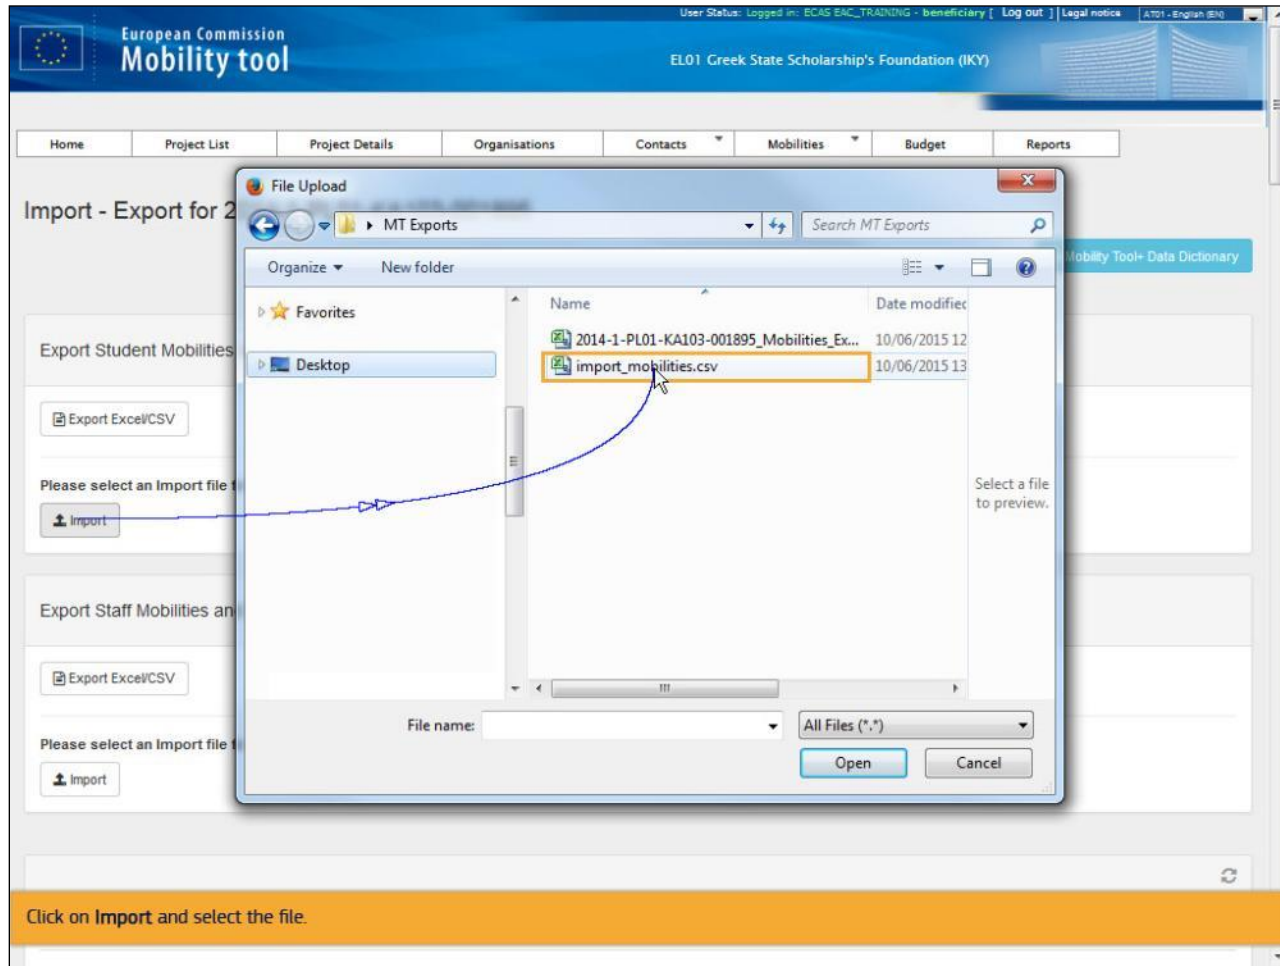 User Status: Logged in: ECAS EAC_TRAINING - beneficiary [ Log out ] | Legal notice AT01 - English (EN)
European Commission
Mobility tool
EL01 Greek State Scholarship's Foundation (IKY)
Home Project List Project Details Organisations Contacts Mobilities Budget Reports
Import - Export for 2
File Upload
MT Exports
Search MT Exports
Mobility Tool+ Data Dictionary
Organize New folder
Favorites
Desktop
Name Date modified
2014-1-PL01-KA103-001895_Mobilities_Ex... 10/06/2015 12
import_mobilities.csv 10/06/2015 13
Export Student Mobilities
Export Excel/CSV
Please select an Import file f
Import
Select a file
to preview.
Export Staff Mobilities an
Export Excel/CSV
File name: All Files (*.*)
Please select an Import file f
Open Cancel
Import
Click on Import and select the file.